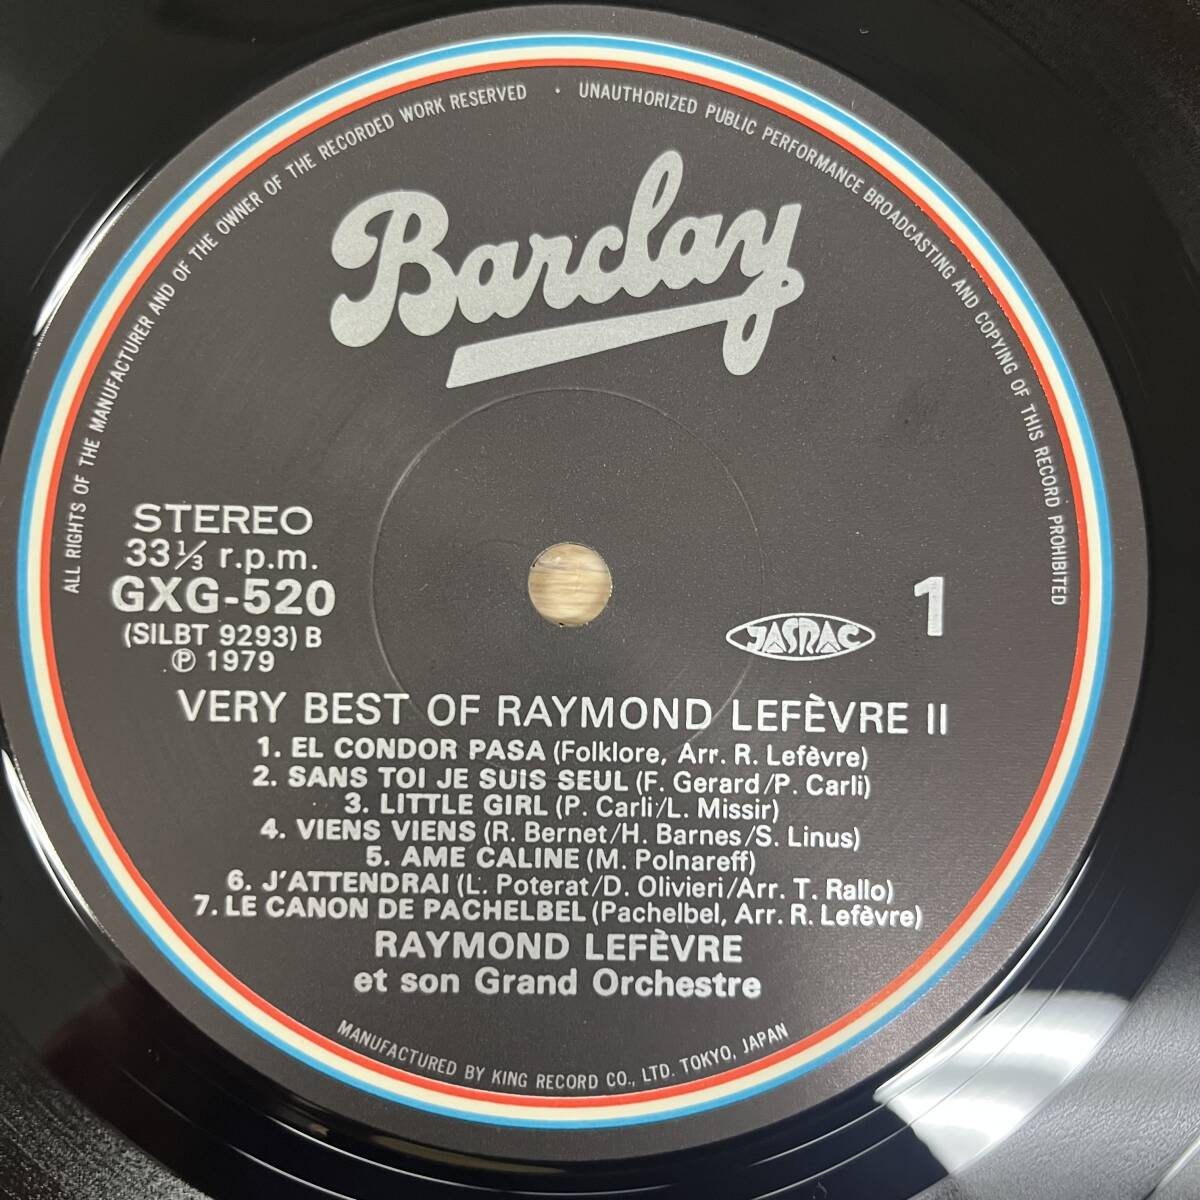 ALL RIGHTS OF THE MANUFACTURER AND OF THE OWNER OF THE RECORDED WORK RESERVED · UNAUTHORIZED PUBLIC PERFORMANCE BROADCASTING AND COPYING OF THIS RECORD PROHIBITED
Barclay
STEREO
33 1/3 r.p.m.
GXG-520
(SILBT 9293) B
℗ 1979
1
JASRAC
VERY BEST OF RAYMOND LEFÈVRE II
1. EL CONDOR PASA (Folklore, Arr. R. Lefèvre)
2. SANS TOI JE SUIS SEUL (F. Gerard/P. Carli)
3. LITTLE GIRL (P. Carli/L. Missir)
4. VIENS VIENS (R. Bernet/H. Barnes/S. Linus)
5. AME CALINE (M. Polnareff)
6. J'ATTENDRAI (L. Poterat/D. Olivieri/Arr. T. Rallo)
7. LE CANON DE PACHELBEL (Pachelbel, Arr. R. Lefèvre)
RAYMOND LEFÈVRE
et son Grand Orchestre
MANUFACTURED BY KING RECORD CO., LTD. TOKYO, JAPAN